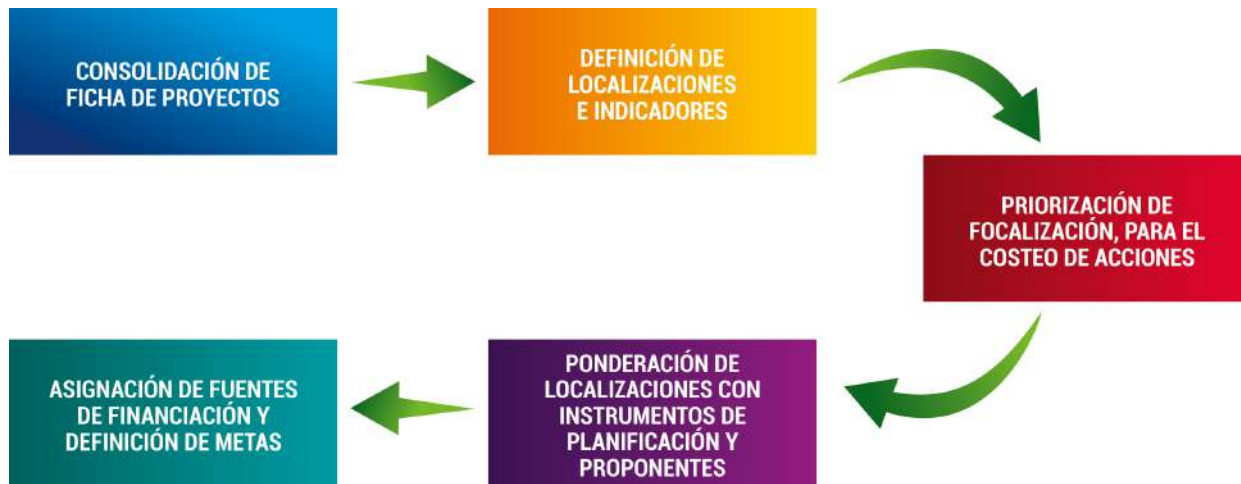 CONSOLIDACIÓN DE
FICHA DE PROYECTOS
DEFINICIÓN DE
LOCALIZACIONES
E INDICADORES
PRIORIZACIÓN DE
FOCALIZACIÓN, PARA EL
COSTEO DE ACCIONES
PONDERACIÓN DE
LOCALIZACIONES CON
INSTRUMENTOS DE
PLANIFICACIÓN Y
PROPONENTES
ASIGNACIÓN DE FUENTES
DE FINANCIACIÓN Y
DEFINICIÓN DE METAS